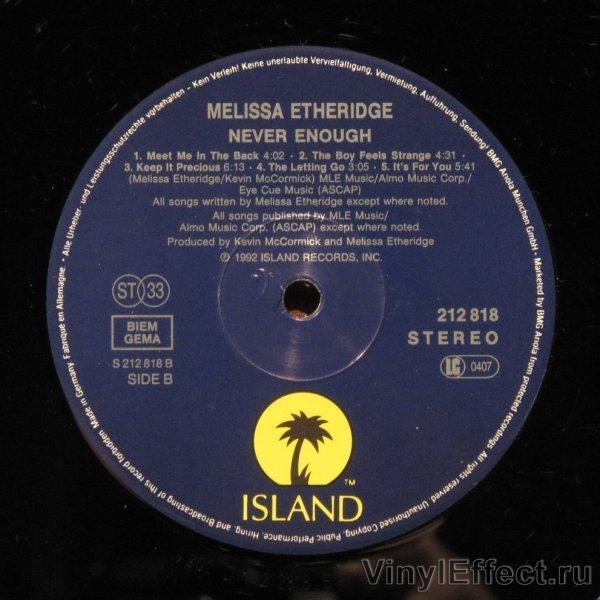 MELISSA ETHERIDGE
NEVER ENOUGH
1. Meet Me In The Back 4:02 · 2. The Boy Feels Strange 4:31 ·
3. Keep It Precious 6:13 · 4. The Letting Go 3:05 · 5. It's For You 5:41
(Melissa Etheridge/Kevin McCormick) MLE Music/Almo Music Corp./
Eye Cue Music (ASCAP)
All songs written by Melissa Etheridge except where noted.
All songs published by MLE Music/
Almo Music Corp. (ASCAP) except where noted.
Produced by Kevin McCormick and Melissa Etheridge
℗ 1992 ISLAND RECORDS, INC.
ST 33
BIEM
GEMA
S 212 818 B
SIDE B
212 818
STEREO
LC 0407
ISLAND
TM
Made in Germany Fabriqué en Allemagne · Alle Urheber- und Leistungsschutzrechte vorbehalten – Kein Verleih! Keine unerlaubte Vervielfältigung, Vermietung, Aufführung, Sendung! BMG Ariola München GmbH · Marketed by BMG Ariola from protected recordings. All rights reserved. Unauthorised Copying, Public Performance, Hiring, and Broadcasting of this record forbidden
VinylEffect.ru